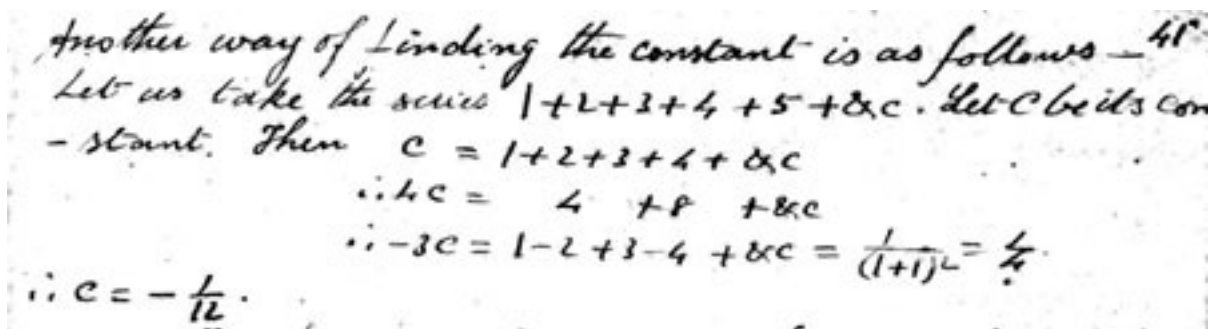 Another way of finding the constant is as follows — 41
Let us take the series 1+2+3+4+5+&c. Let C be its con
-stant. Then c = 1+2+3+4+&c
∴4c = 4 +8 +&c
∴-3c = 1-2+3-4+&c = 1/(1+1)² = 1/4
∴ c = -1/12.